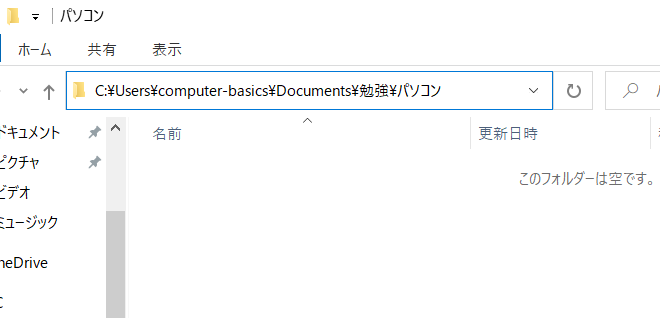 パソコン
ホーム 共有 表示
C:¥Users¥computer-basics¥Documents¥勉強¥パソコン
名前 更新日時
ドキュメント
ピクチャ
このフォルダーは空です。
ビデオ
ミュージック
neDrive
C